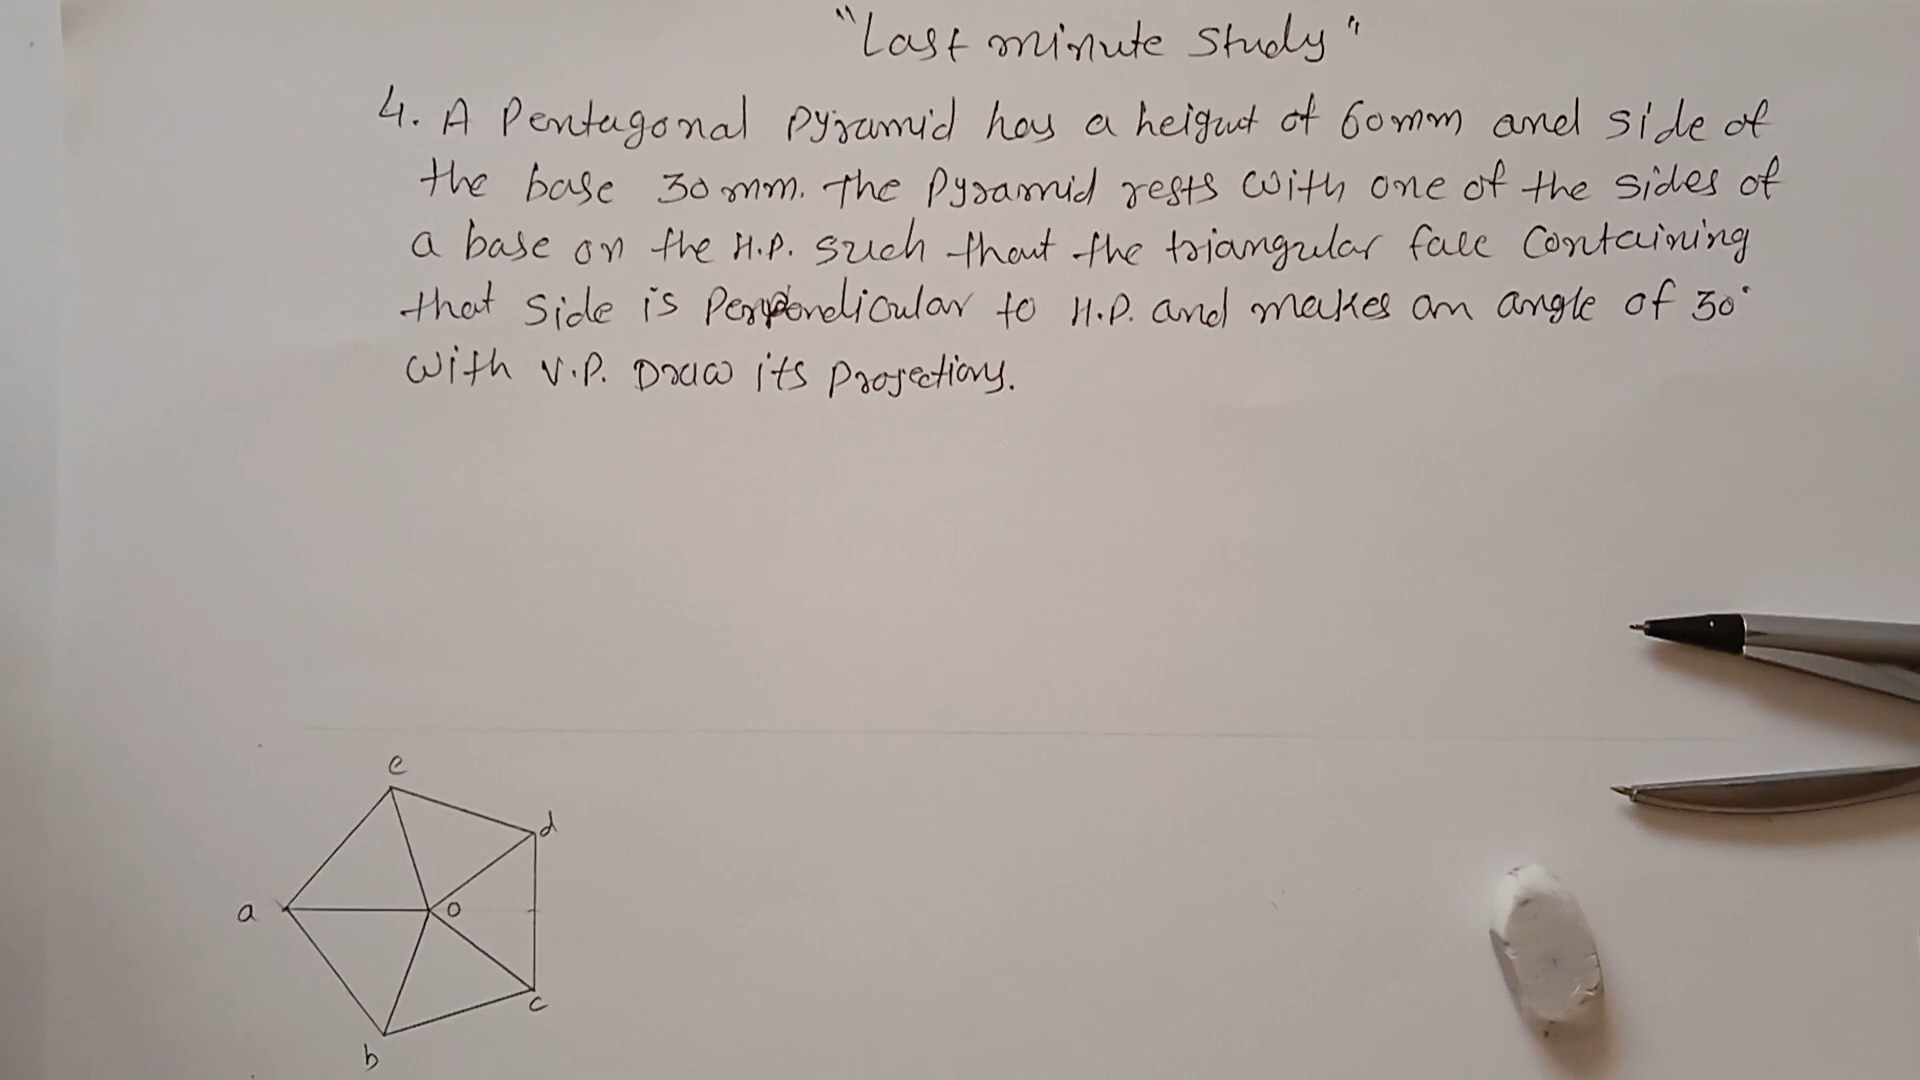 "Last minute study"
4. A Pentagonal pyramid has a height of 60mm and side of
the base 30mm. The pyramid rests with one of the sides of
a base on the H.P. such that the triangular face containing
that side is Perpendicular to H.P. and makes an angle of 30°
with V.P. Draw its projections.
e
d
a
o
c
b